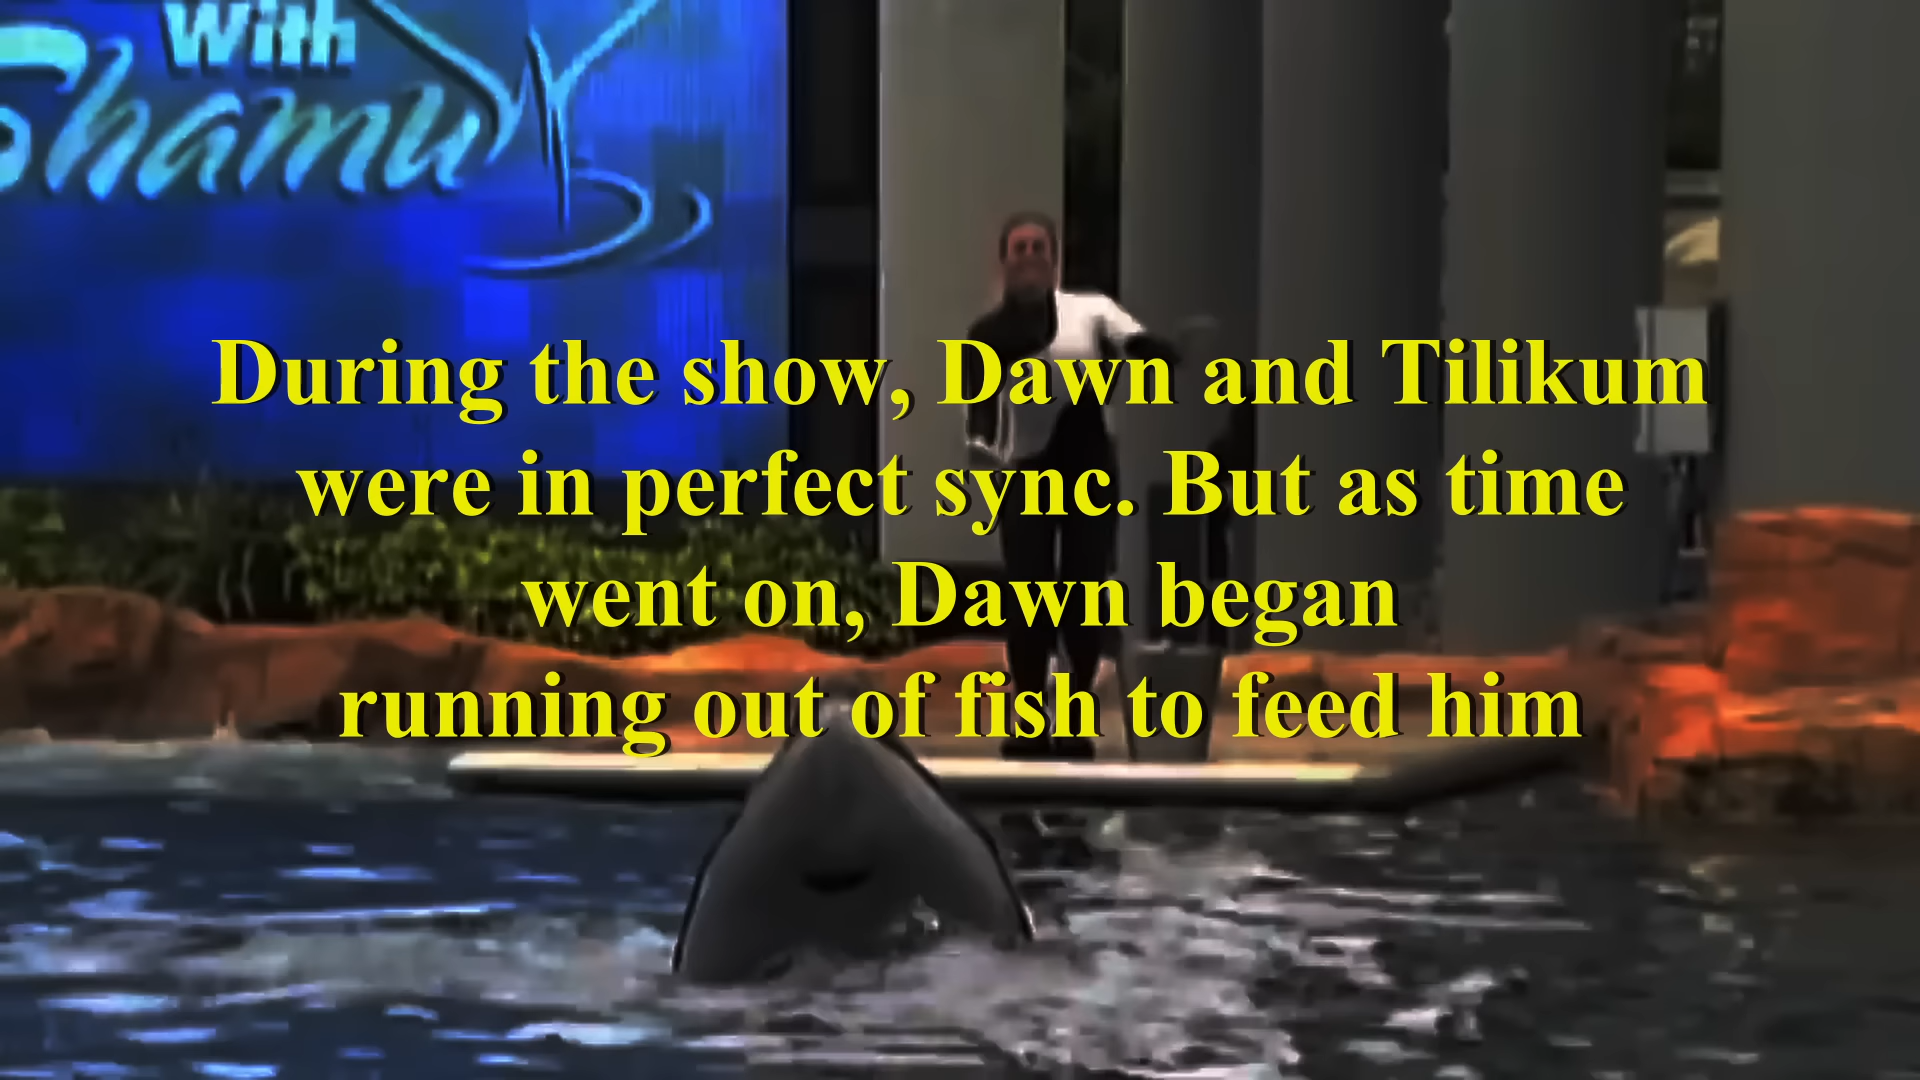 With
Shamu
During the show, Dawn and Tilikum
were in perfect sync. But as time
went on, Dawn began
running out of fish to feed him